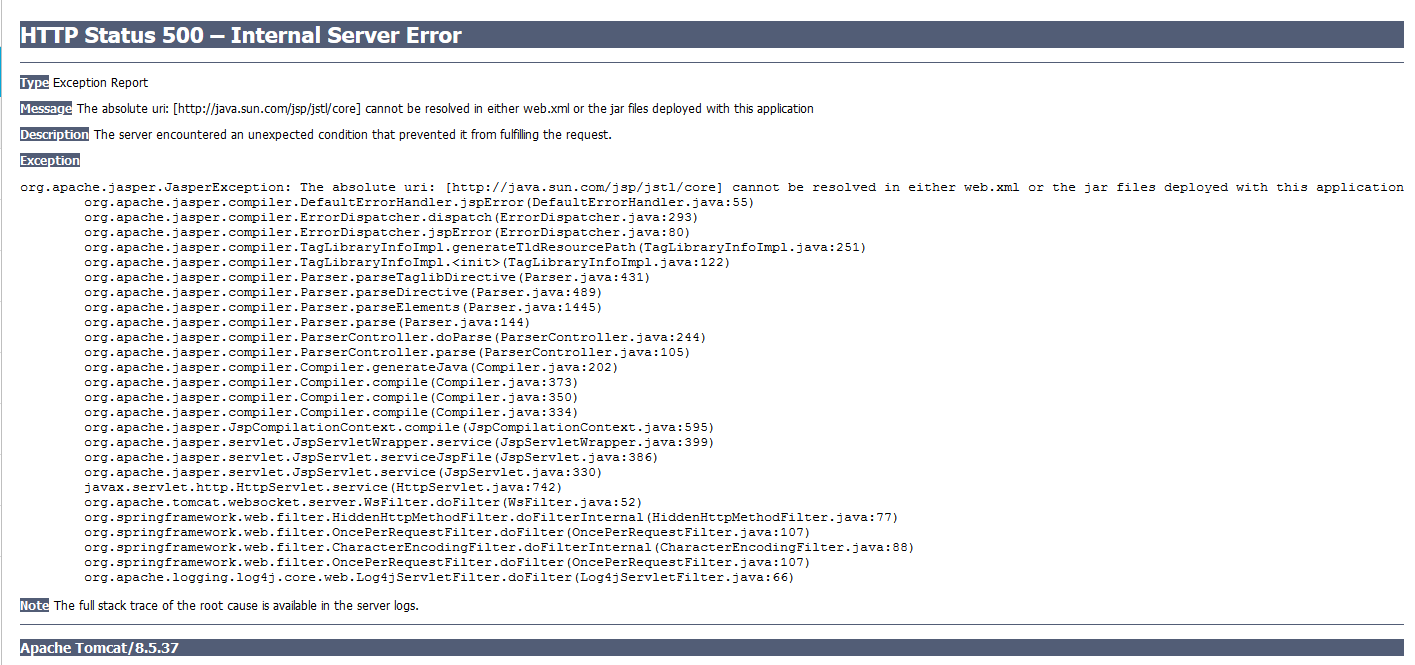 HTTP Status 500 – Internal Server Error
Type Exception Report
Message The absolute uri: [http://java.sun.com/jsp/jstl/core] cannot be resolved in either web.xml or the jar files deployed with this application
Description The server encountered an unexpected condition that prevented it from fulfilling the request.
Exception
org.apache.jasper.JasperException: The absolute uri: [http://java.sun.com/jsp/jstl/core] cannot be resolved in either web.xml or the jar files deployed with this application
org.apache.jasper.compiler.DefaultErrorHandler.jspError(DefaultErrorHandler.java:55)
org.apache.jasper.compiler.ErrorDispatcher.dispatch(ErrorDispatcher.java:293)
org.apache.jasper.compiler.ErrorDispatcher.jspError(ErrorDispatcher.java:80)
org.apache.jasper.compiler.TagLibraryInfoImpl.generateTldResourcePath(TagLibraryInfoImpl.java:251)
org.apache.jasper.compiler.TagLibraryInfoImpl.<init>(TagLibraryInfoImpl.java:122)
org.apache.jasper.compiler.Parser.parseTaglibDirective(Parser.java:431)
org.apache.jasper.compiler.Parser.parseDirective(Parser.java:489)
org.apache.jasper.compiler.Parser.parseElements(Parser.java:1445)
org.apache.jasper.compiler.Parser.parse(Parser.java:144)
org.apache.jasper.compiler.ParserController.doParse(ParserController.java:244)
org.apache.jasper.compiler.ParserController.parse(ParserController.java:105)
org.apache.jasper.compiler.Compiler.generateJava(Compiler.java:202)
org.apache.jasper.compiler.Compiler.compile(Compiler.java:373)
org.apache.jasper.compiler.Compiler.compile(Compiler.java:350)
org.apache.jasper.compiler.Compiler.compile(Compiler.java:334)
org.apache.jasper.JspCompilationContext.compile(JspCompilationContext.java:595)
org.apache.jasper.servlet.JspServletWrapper.service(JspServletWrapper.java:399)
org.apache.jasper.servlet.JspServlet.serviceJspFile(JspServlet.java:386)
org.apache.jasper.servlet.JspServlet.service(JspServlet.java:330)
javax.servlet.http.HttpServlet.service(HttpServlet.java:742)
org.apache.tomcat.websocket.server.WsFilter.doFilter(WsFilter.java:52)
org.springframework.web.filter.HiddenHttpMethodFilter.doFilterInternal(HiddenHttpMethodFilter.java:77)
org.springframework.web.filter.OncePerRequestFilter.doFilter(OncePerRequestFilter.java:107)
org.springframework.web.filter.CharacterEncodingFilter.doFilterInternal(CharacterEncodingFilter.java:88)
org.springframework.web.filter.OncePerRequestFilter.doFilter(OncePerRequestFilter.java:107)
org.apache.logging.log4j.core.web.Log4jServletFilter.doFilter(Log4jServletFilter.java:66)
Note The full stack trace of the root cause is available in the server logs.
Apache Tomcat/8.5.37